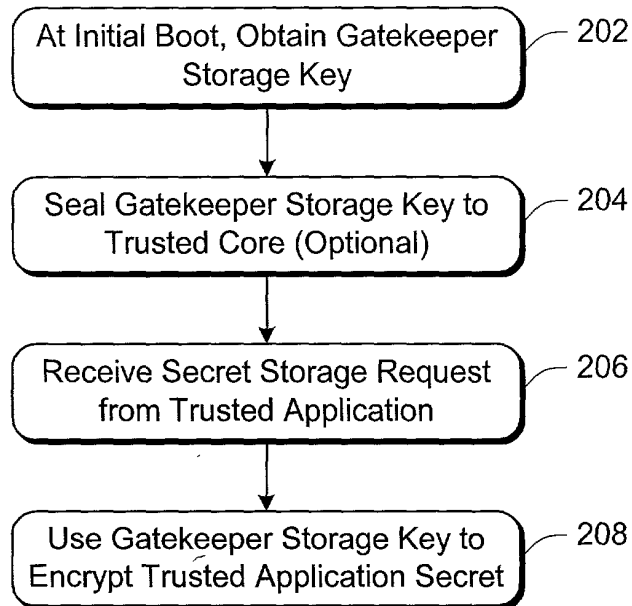 At Initial Boot, Obtain Gatekeeper
Storage Key
202
Seal Gatekeeper Storage Key to
Trusted Core (Optional)
204
Receive Secret Storage Request
from Trusted Application
206
Use Gatekeeper Storage Key to
Encrypt Trusted Application Secret
208